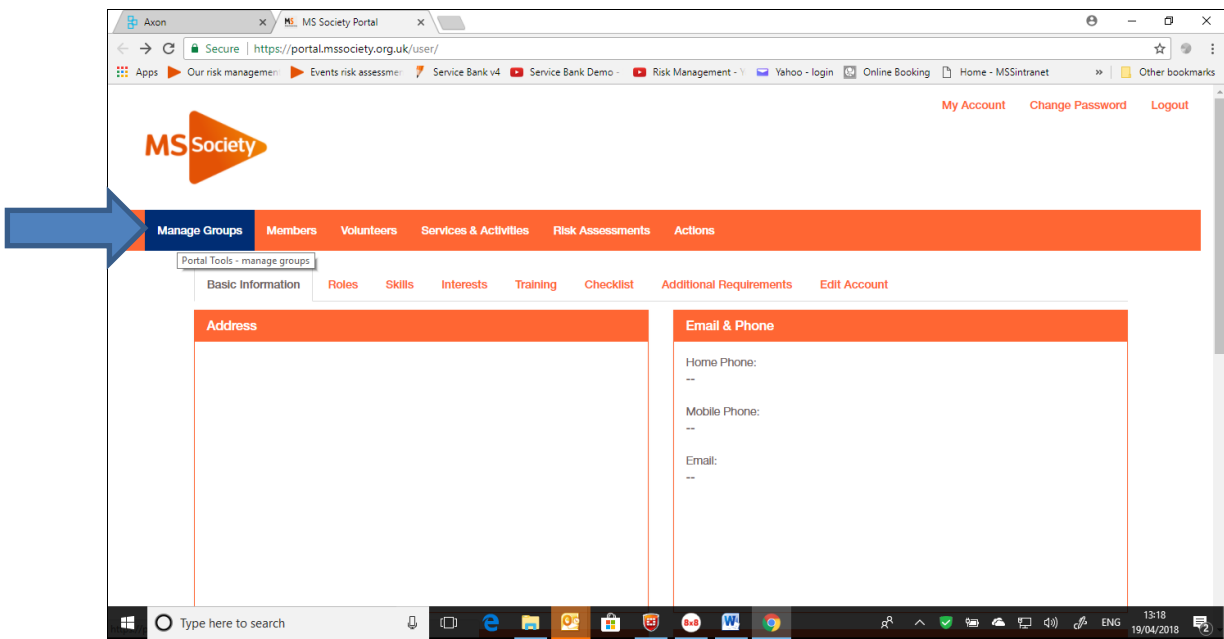 Axon
MS Society Portal
Secure https://portal.mssociety.org.uk/user/
Apps Our risk managemen Events risk assessmen Service Bank v4 Service Bank Demo - Risk Management - Y Yahoo - login Online Booking Home - MSSintranet » Other bookmarks
My Account Change Password Logout
MS Society
Manage Groups Members Volunteers Services & Activities Risk Assessments Actions
Portal Tools - manage groups
Basic Information Roles Skills Interests Training Checklist Additional Requirements Edit Account
Address
Email & Phone
Home Phone:
--
Mobile Phone:
--
Email:
--
Type here to search
8x8
ENG
13:18
19/04/2018
2